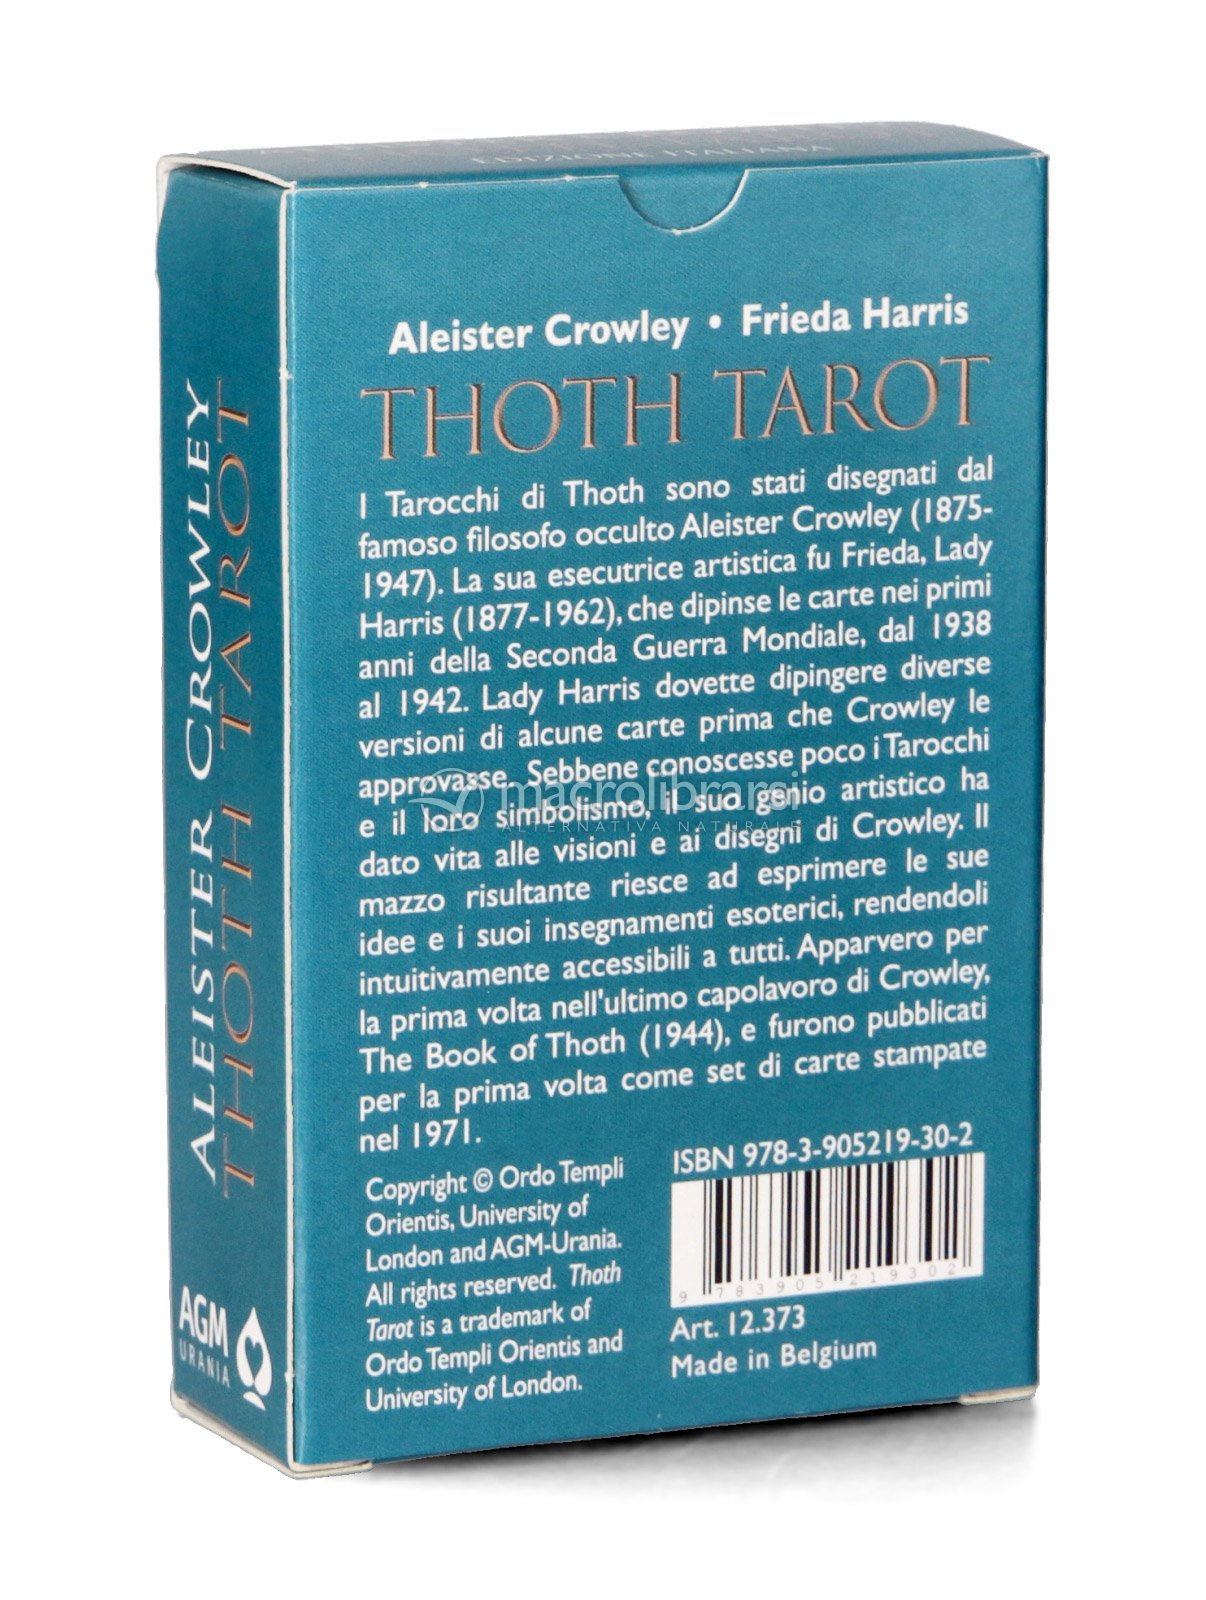 EDIZIONE ITALIANA
Aleister Crowley • Frieda Harris
THOTH TAROT
I Tarocchi di Thoth sono stati disegnati dal
famoso filosofo occulto Aleister Crowley (1875-
1947). La sua esecutrice artistica fu Frieda, Lady
Harris (1877-1962), che dipinse le carte nei primi
anni della Seconda Guerra Mondiale, dal 1938
al 1942. Lady Harris dovette dipingere diverse
versioni di alcune carte prima che Crowley le
approvasse. Sebbene conoscesse poco i Tarocchi
e il loro simbolismo, il suo genio artistico ha
dato vita alle visioni e ai disegni di Crowley. Il
mazzo risultante riesce ad esprimere le sue
idee e i suoi insegnamenti esoterici, rendendoli
intuitivamente accessibili a tutti. Apparvero per
la prima volta nell'ultimo capolavoro di Crowley,
The Book of Thoth (1944), e furono pubblicati
per la prima volta come set di carte stampate
nel 1971.
Copyright © Ordo Templi
Orientis, University of
London and AGM-Urania.
All rights reserved. Thoth
Tarot is a trademark of
Ordo Templi Orientis and
University of London.
ISBN 978-3-905219-30-2
9 783905 219302
Art. 12.373
Made in Belgium
ALEISTER CROWLEY
THOTH TAROT
AGM
URANIA
macrolibrarsi
ALTERNATIVA NATURALE